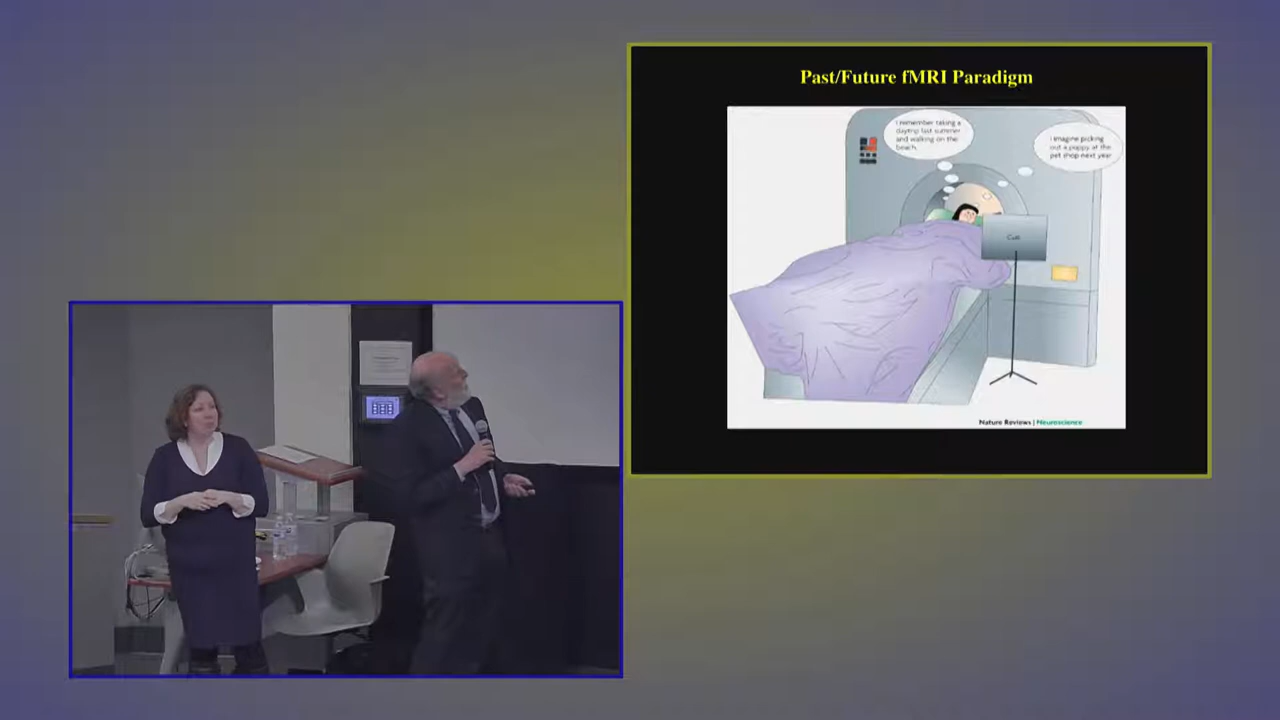 Past/Future fMRI Paradigm
I remember taking a
daytrip last summer
and walking on the
beach.
I imagine picking
out a puppy at the
pet shop next year
Nature Reviews | Neuroscience